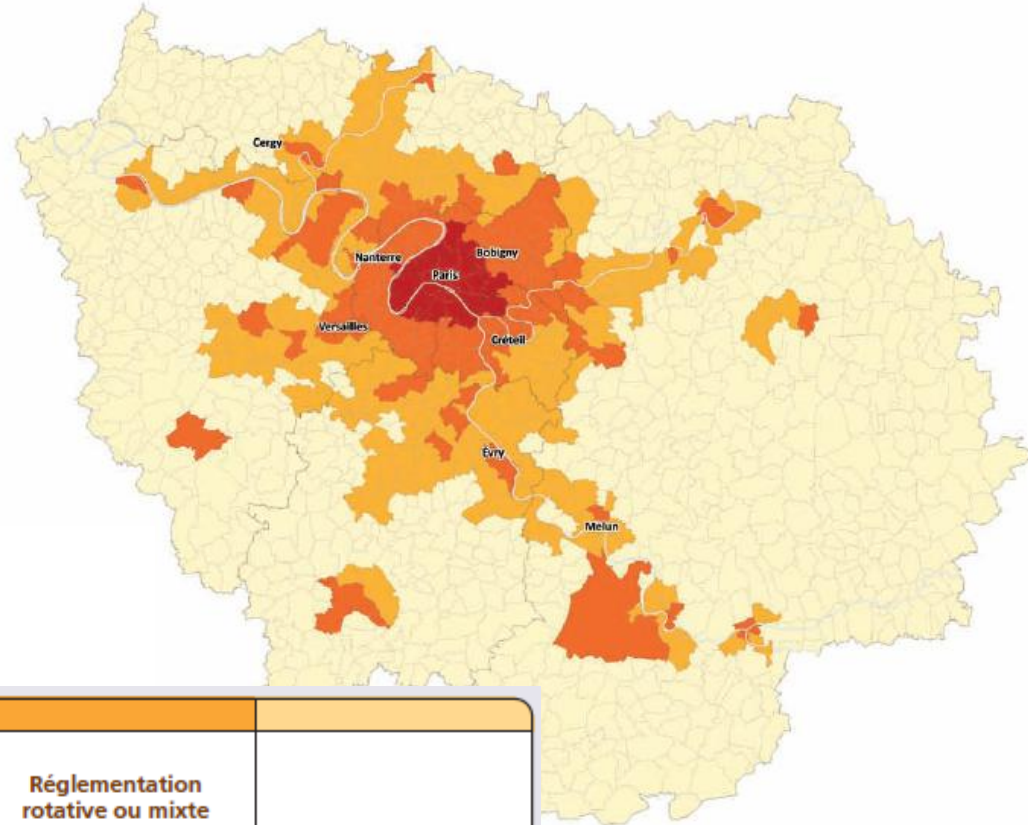 Cergy
Nanterre
Bobigny
Paris
Versailles
Créteil
Évry
Melun
Réglementation
rotative ou mixte